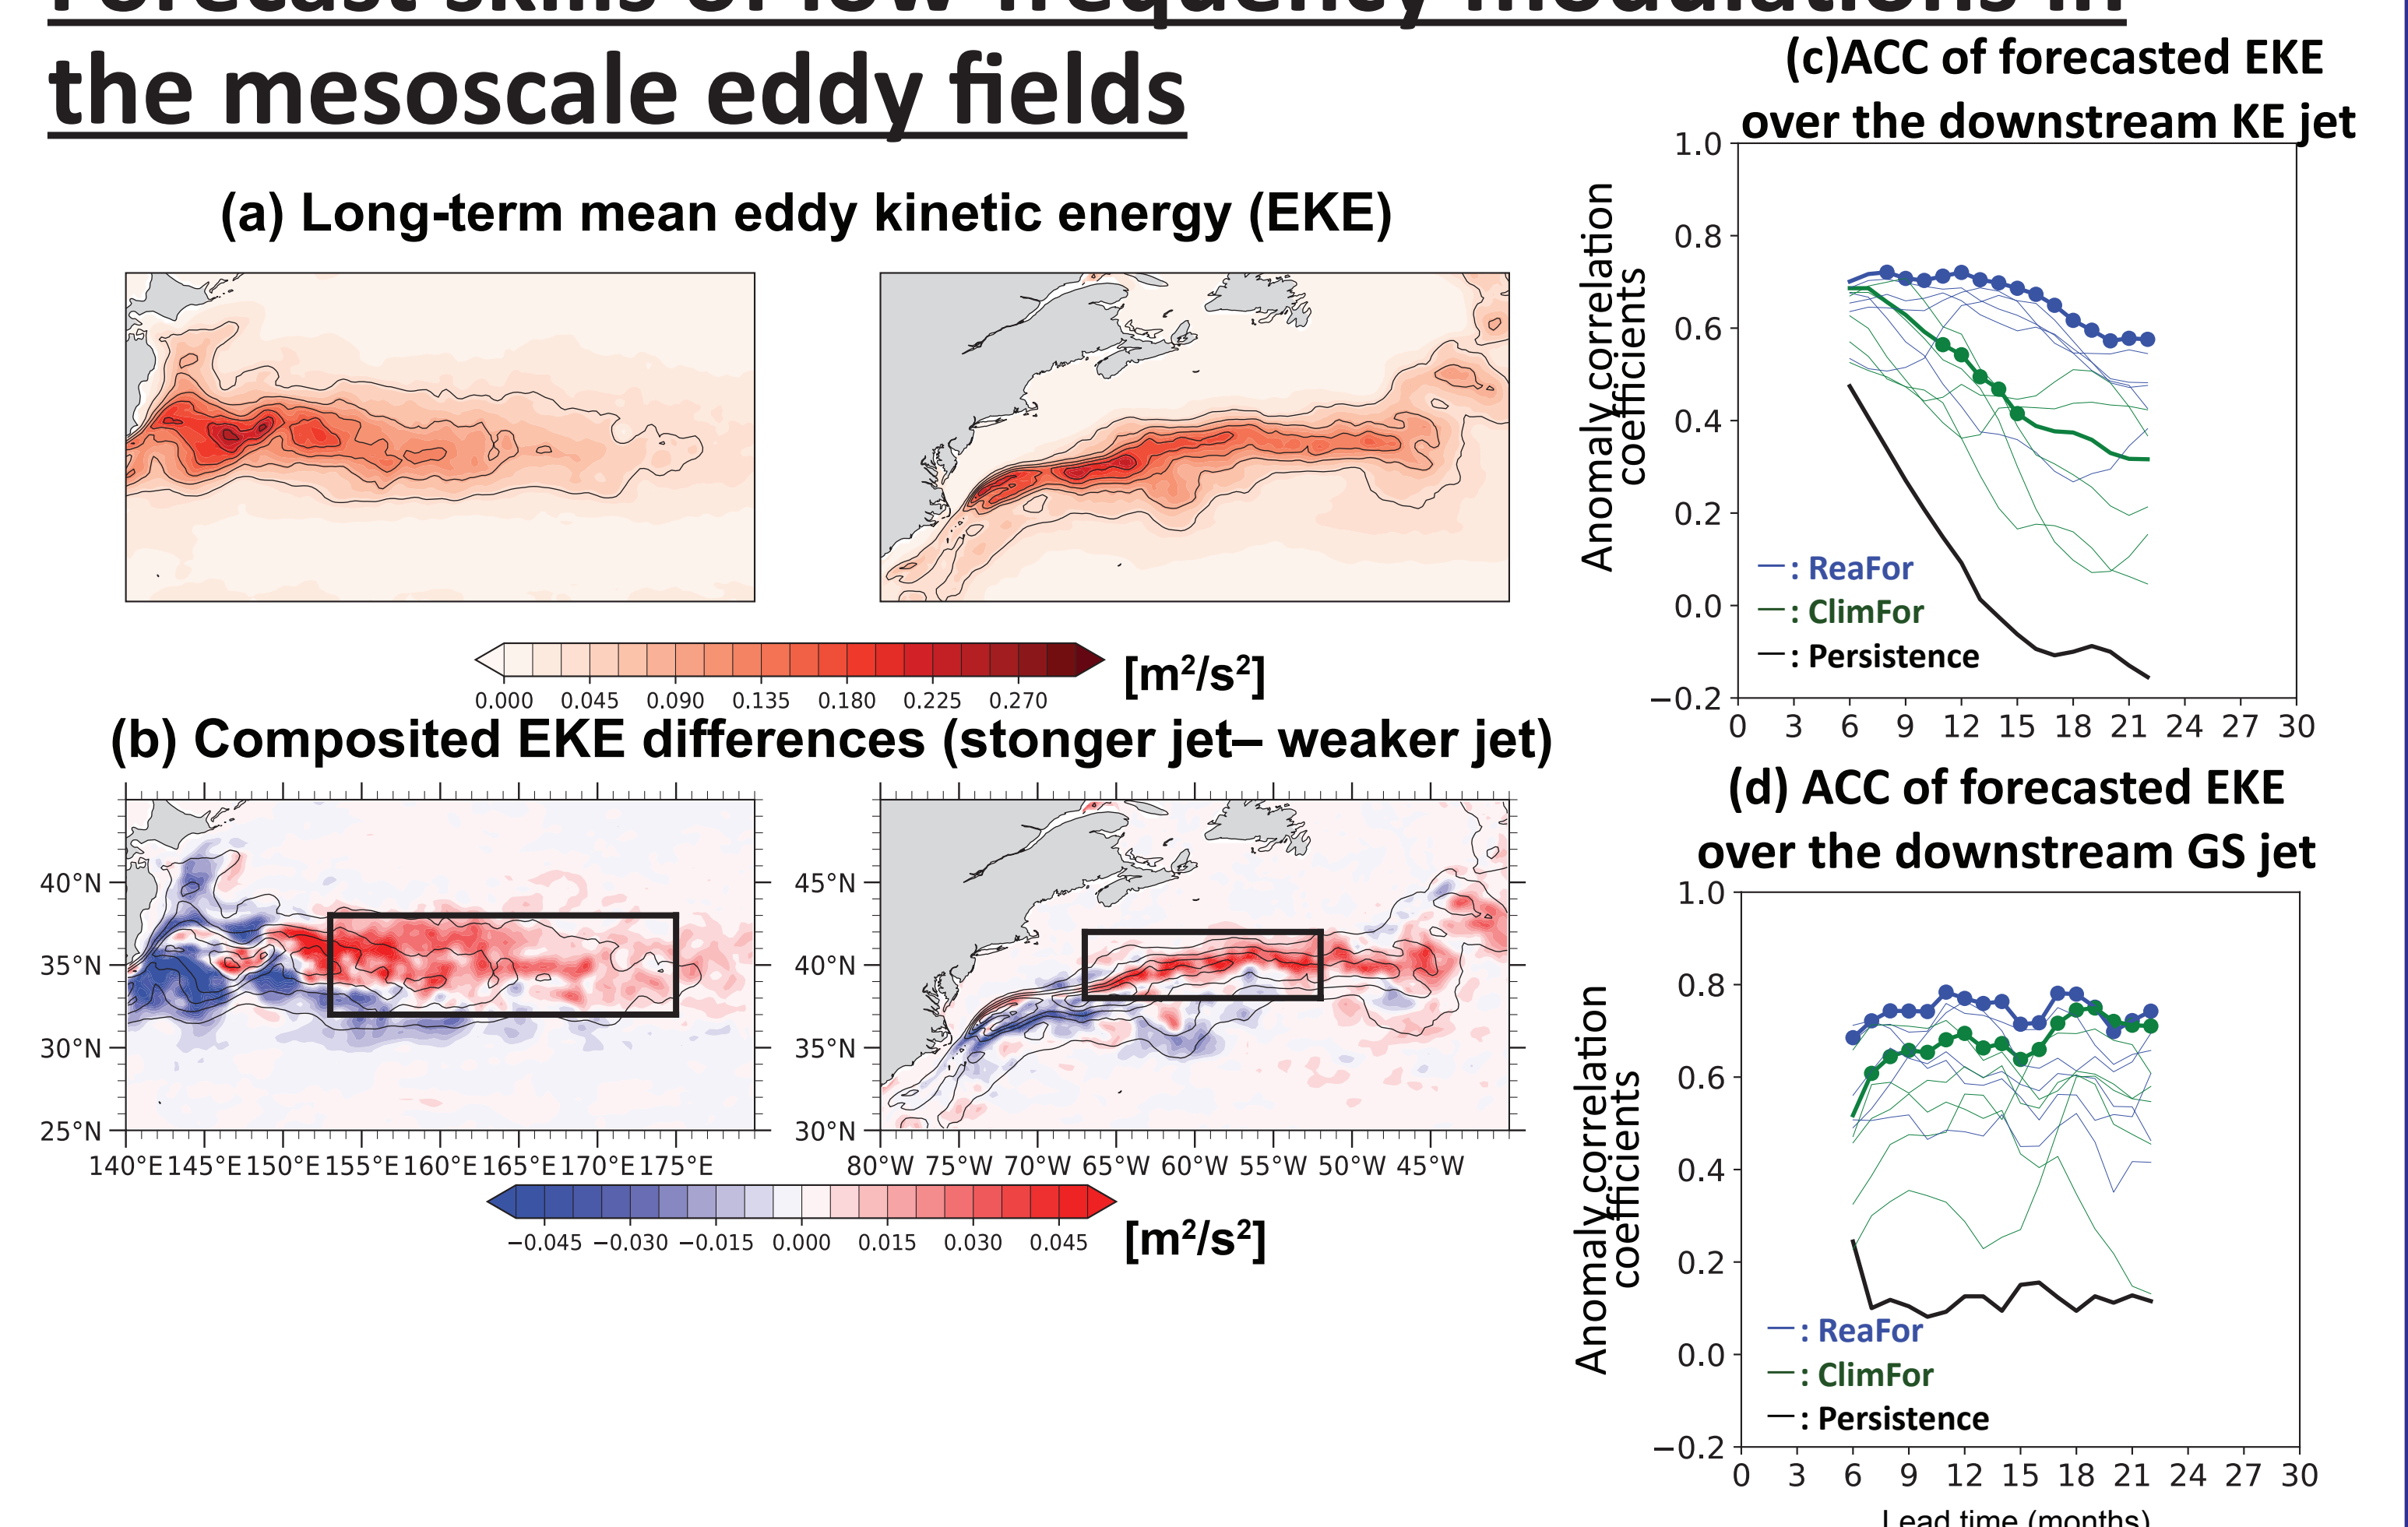 Forecast skills of low-frequency modulations in
the mesoscale eddy fields
(a) Long-term mean eddy kinetic energy (EKE)
0.000 0.045 0.090 0.135 0.180 0.225 0.270
[m²/s²]
(b) Composited EKE differences (stonger jet– weaker jet)
40°N
35°N
30°N
25°N
140°E 145°E 150°E 155°E 160°E 165°E 170°E 175°E
45°N
40°N
35°N
30°N
80°W 75°W 70°W 65°W 60°W 55°W 50°W 45°W
−0.045 −0.030 −0.015 0.000 0.015 0.030 0.045
[m²/s²]
(c)ACC of forecasted EKE
over the downstream KE jet
Anomaly correlation
coefficients
1.0
0.8
0.6
0.4
0.2
0.0
−0.2
: ReaFor
: ClimFor
: Persistence
0 3 6 9 12 15 18 21 24 27 30
(d) ACC of forecasted EKE
over the downstream GS jet
Anomaly correlation
coefficients
1.0
0.8
0.6
0.4
0.2
0.0
−0.2
: ReaFor
: ClimFor
: Persistence
0 3 6 9 12 15 18 21 24 27 30
Lead time (months)